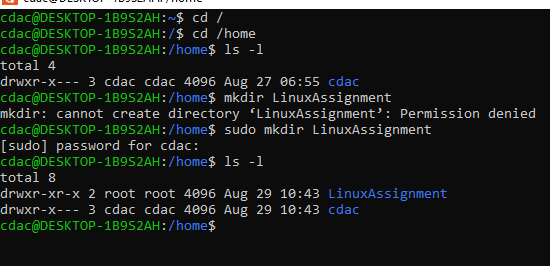 cdac@DESKTOP-1B9S2AH:~$ cd /
cdac@DESKTOP-1B9S2AH:/$ cd /home
cdac@DESKTOP-1B9S2AH:/home$ ls -l
total 4
drwxr-x--- 3 cdac cdac 4096 Aug 27 06:55 cdac
cdac@DESKTOP-1B9S2AH:/home$ mkdir LinuxAssignment
mkdir: cannot create directory ‘LinuxAssignment’: Permission denied
cdac@DESKTOP-1B9S2AH:/home$ sudo mkdir LinuxAssignment
[sudo] password for cdac:
cdac@DESKTOP-1B9S2AH:/home$ ls -l
total 8
drwxr-xr-x 2 root root 4096 Aug 29 10:43 LinuxAssignment
drwxr-x--- 3 cdac cdac 4096 Aug 29 10:43 cdac
cdac@DESKTOP-1B9S2AH:/home$